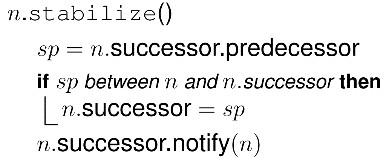 n.stabilize()
sp = n.successor.predecessor
if sp between n and n.successor then
n.successor = sp
n.successor.notify(n)